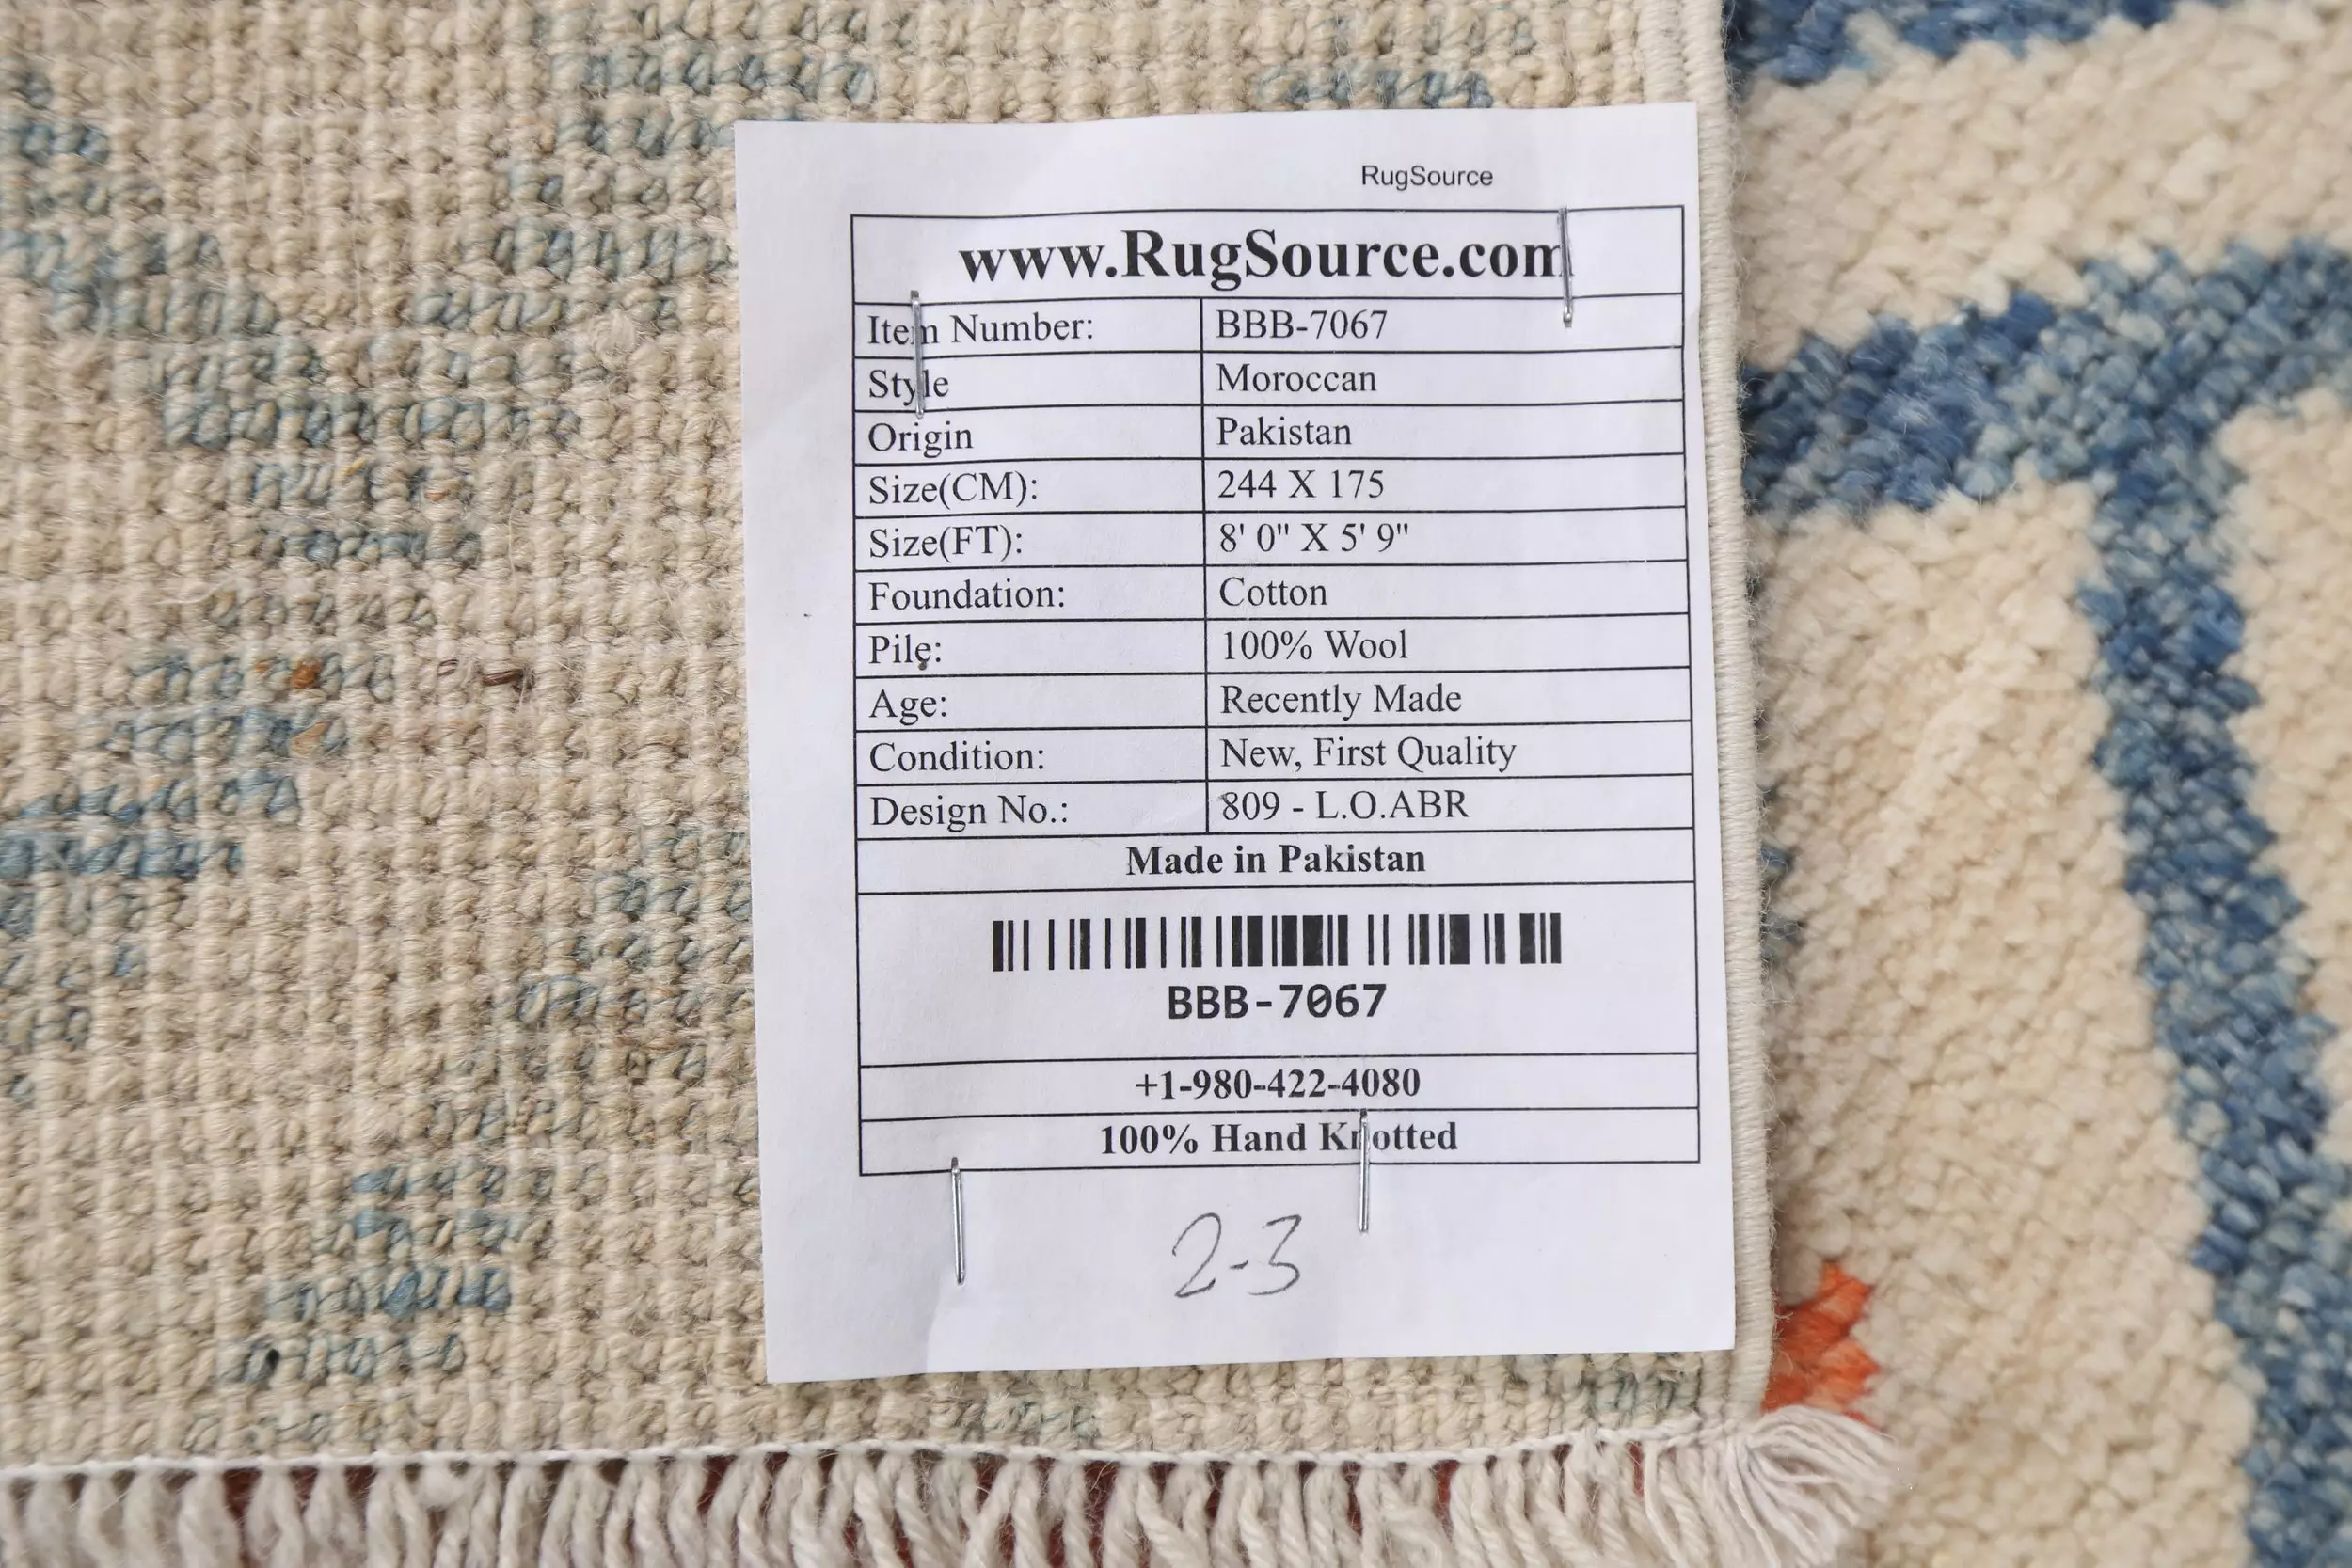 RugSource
www.RugSource.com
Item Number: BBB-7067
Style Moroccan
Origin Pakistan
Size(CM): 244 X 175
Size(FT): 8' 0" X 5' 9"
Foundation: Cotton
Pile: 100% Wool
Age: Recently Made
Condition: New, First Quality
Design No.: 809 - L.O.ABR
Made in Pakistan
BBB-7067
+1-980-422-4080
100% Hand Knotted
2-3